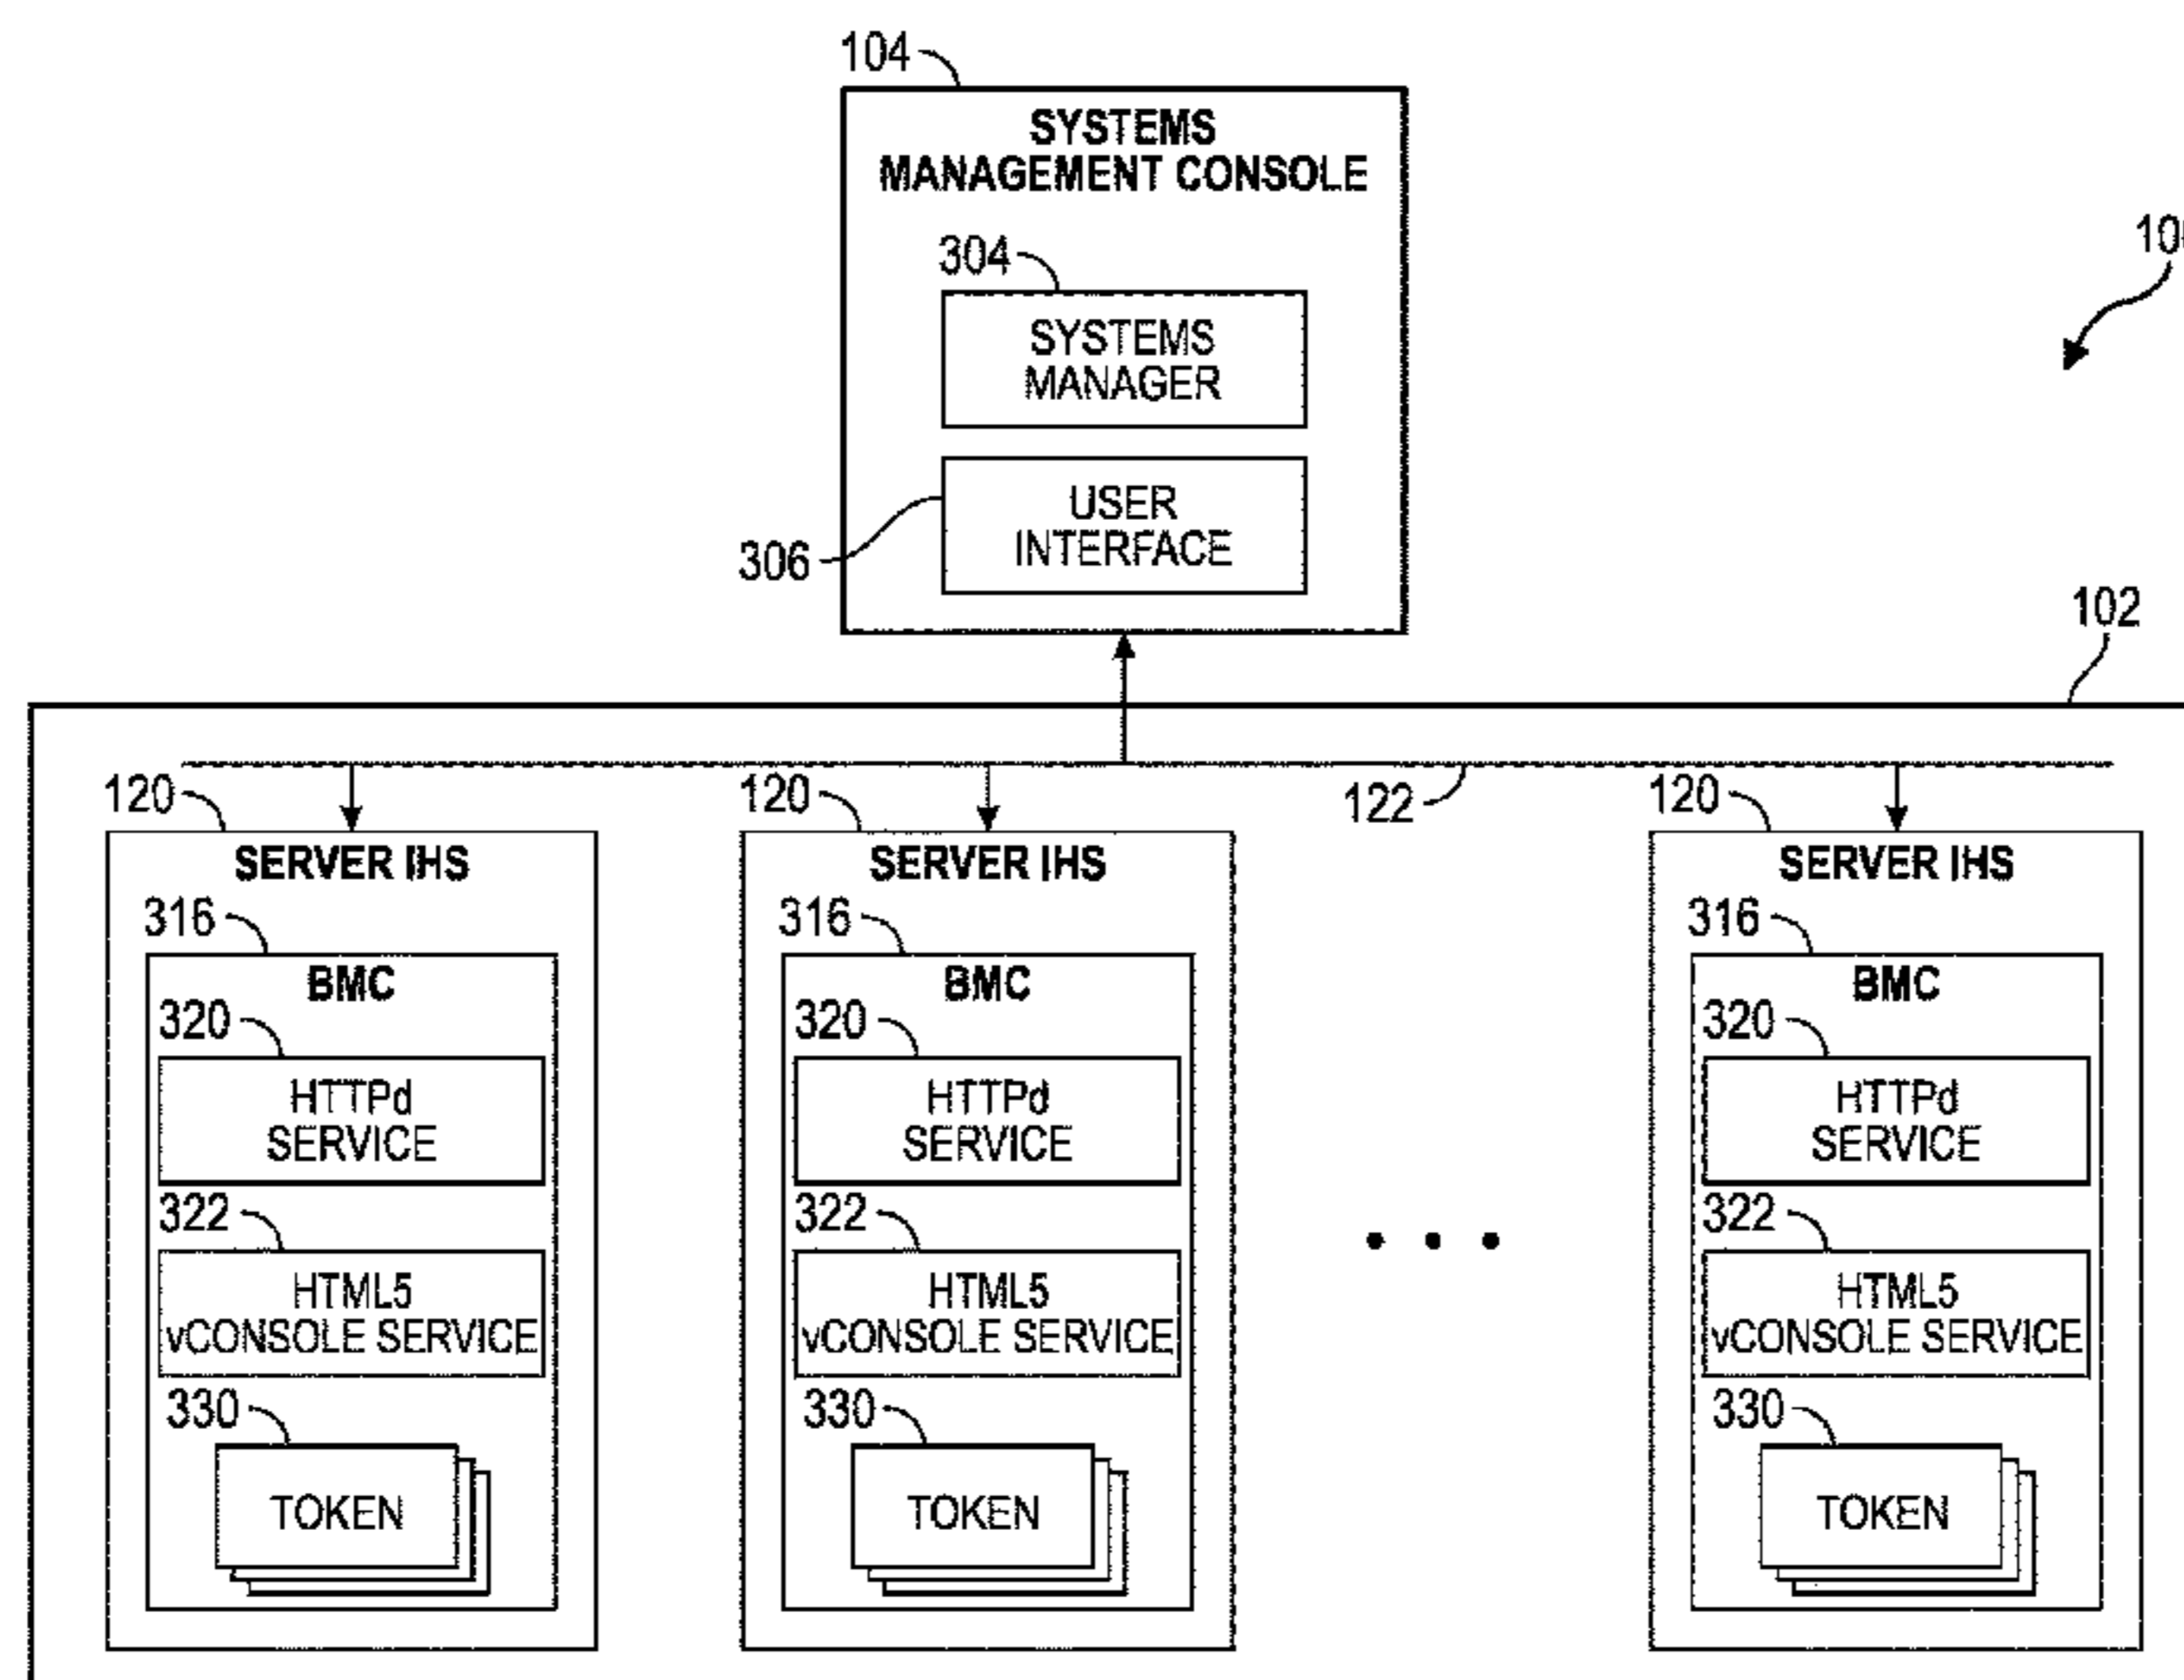 104
SYSTEMS
MANAGEMENT CONSOLE
304
SYSTEMS
MANAGER
USER
INTERFACE
306
102
120
120
122
120
SERVER IHS
SERVER IHS
SERVER IHS
316
316
316
BMC
BMC
BMC
320
320
320
HTTPd
SERVICE
HTTPd
SERVICE
HTTPd
SERVICE
322
322
322
HTML5
vCONSOLE SERVICE
HTML5
vCONSOLE SERVICE
HTML5
vCONSOLE SERVICE
330
330
330
TOKEN
TOKEN
TOKEN